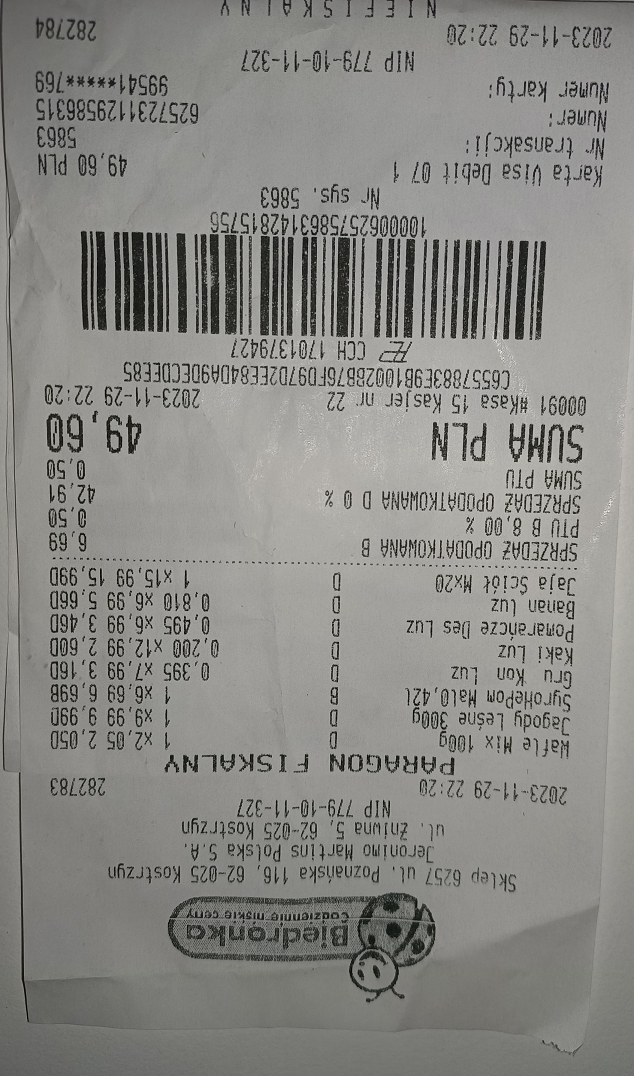 Biedronka
Codziennie niskie ceny
Sklep 6257 ul. Poznańska 116, 62-025 Kostrzyn
Jeronimo Martins Polska S.A.
ul. Żniwna 5, 62-025 Kostrzyn
NIP 779-10-11-327
2023-11-29 22:20 282783
PARAGON FISKALNY
Wafle Mix 100g D 1 x2,05 2,05D
Jagody Leśne 300g D 1 x9,99 9,99D
SyroHePom Mal0,42l B 1 x6,69 6,69B
Gru Kon Luz D 0,395 x7,99 3,16D
Kaki Luz D 0,200 x12,99 2,60D
Pomarańcze Des Luz D 0,495 x6,99 3,46D
Banan Luz D 0,810 x6,99 5,66D
Jaja Ściół Mx20 D 1 x15,99 15,99D
SPRZEDAŻ OPODATKOWANA B 6,69
PTU B 8,00 % 0,50
SPRZEDAŻ OPODATKOWANA D 0 % 42,91
SUMA PTU 0,50
SUMA PLN 49,60
00091 #Kasa 15 Kasjer nr 22 2023-11-29 22:20
C6557883E9B1002BB76FD97D2EE84DA9DECDEE85
CCH 1701379427
1000062575863142815756
Nr sys. 5863
Karta Visa Debit 07 1 49,60 PLN
Nr transakcji: 5863
Numer: 6257231129586315
Numer karty: 99541*****769
NIP 779-10-11-327
2023-11-29 22:20 282784
NIEFISKALNY